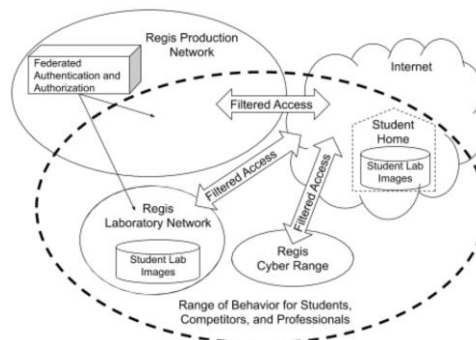 Regis Production
Network
Federated
Authentication and
Authorization
Internet
Filtered Access
Student
Home
Student Lab
Images
Filtered Access
Filtered Access
Regis
Laboratory Network
Student Lab
Images
Regis
Cyber Range
Range of Behavior for Students,
Competitors, and Professionals